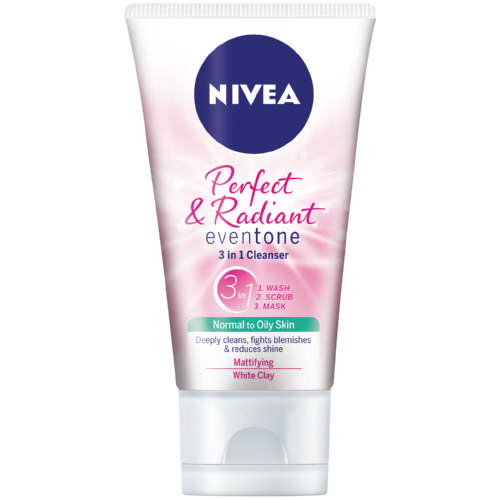 NIVEA
Perfect
& Radiant
eventone
3 in 1 Cleanser
3 in 1
1. WASH
2. SCRUB
3. MASK
Normal to Oily Skin
Deeply cleans, fights blemishes
& reduces shine
Mattifying
White Clay